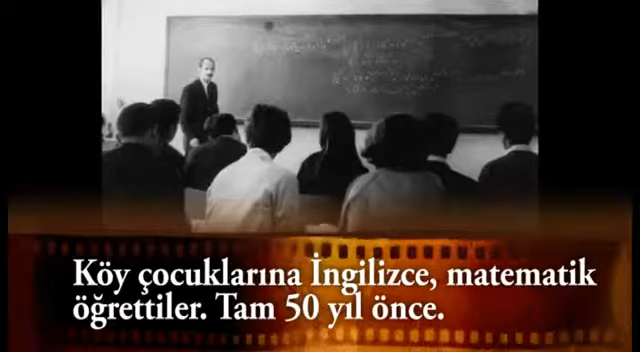 Köy çocuklarına İngilizce, matematik
öğrettiler. Tam 50 yıl önce.